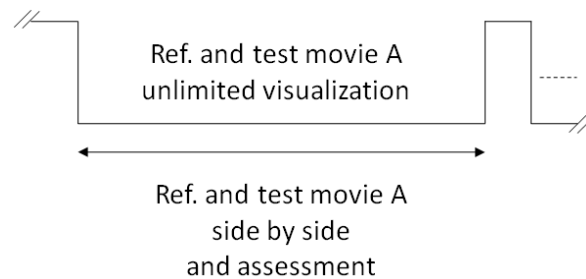 Ref. and test movie A
unlimited visualization
Ref. and test movie A
side by side
and assessment